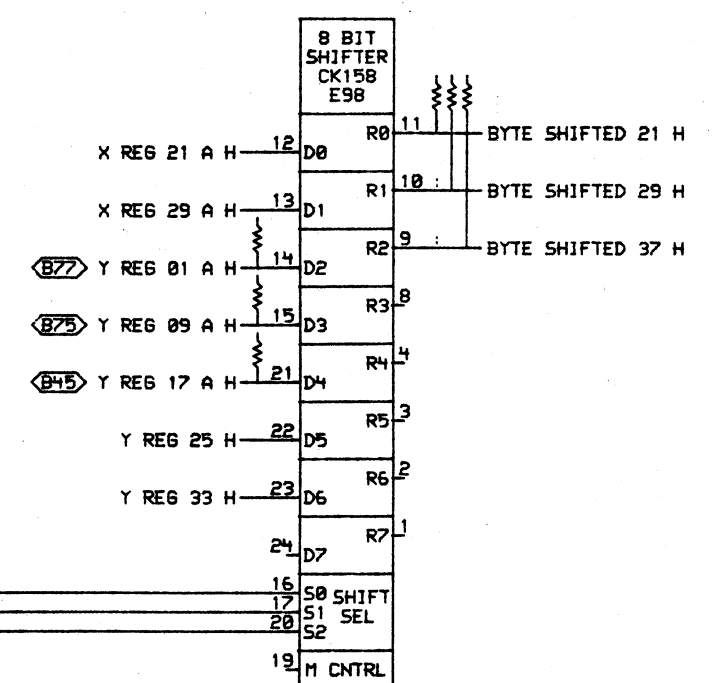 8 BIT
SHIFTER
CK158
E98
11
R0 BYTE SHIFTED 21 H
X REG 21 A H 12 D0
10
R1 BYTE SHIFTED 29 H
X REG 29 A H 13 D1
9
R2 BYTE SHIFTED 37 H
B77 Y REG 01 A H 14 D2
R3 8
B75 Y REG 09 A H 15 D3
R4 4
B45 Y REG 17 A H 21 D4
R5 3
Y REG 25 H 22 D5
R6 2
Y REG 33 H 23 D6
R7 1
24 D7
16 S0 SHIFT
17 S1 SEL
20 S2
19 M CNTRL